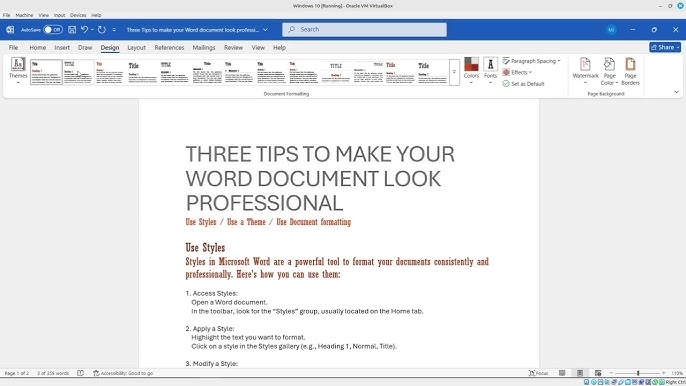 Windows 10 [Running] - Oracle VM VirtualBox
File Machine View Input Devices Help
AutoSave Off Three Tips to make your Word document look professi... Search MI
File Home Insert Draw Design Layout References Mailings Review View Help Share
Themes
Title
TITLE
Title
Title
Title
Title
Colors
Fonts
Paragraph Spacing
Effects
Set as Default
Watermark
Page Color
Page Borders
Document Formatting
Page Background
THREE TIPS TO MAKE YOUR
WORD DOCUMENT LOOK
PROFESSIONAL
Use Styles / Use a Theme / Use Document formatting
Use Styles
Styles in Microsoft Word are a powerful tool to format your documents consistently and
professionally. Here's how you can use them:
1. Access Styles:
Open a Word document.
In the toolbar, look for the "Styles" group, usually located on the Home tab.
2. Apply a Style:
Highlight the text you want to format.
Click on a style in the Styles gallery (e.g., Heading 1, Normal, Title).
3. Modify a Style:
Page 1 of 2 3 of 359 words Accessibility: Good to go Focus 110%
Right Ctrl